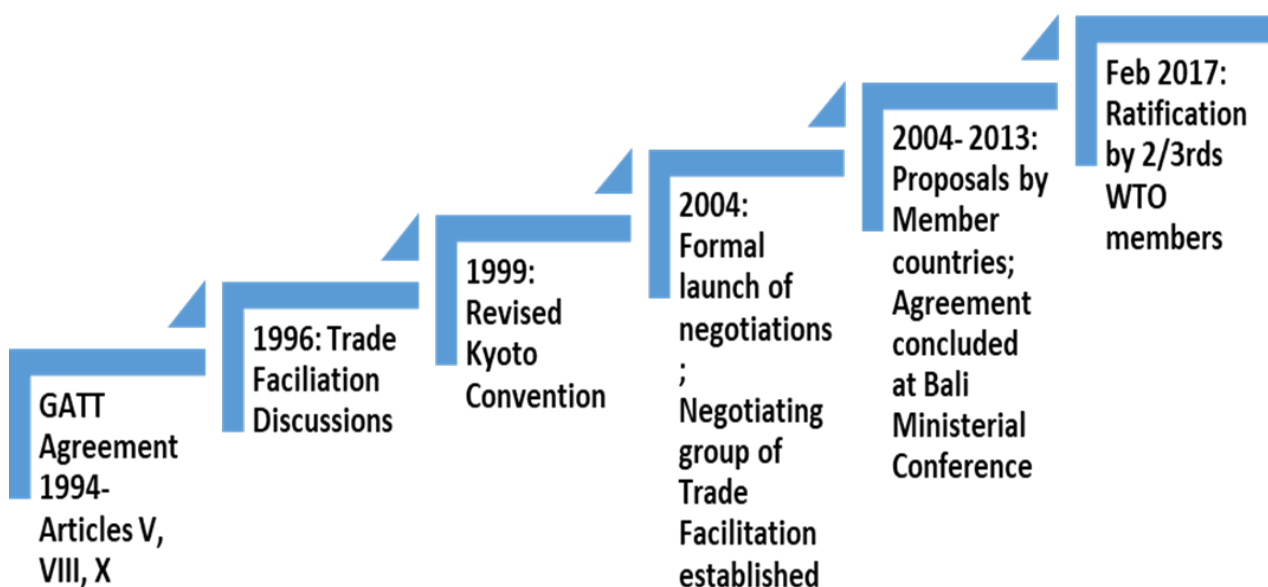 GATT
Agreement
1994-
Articles V,
VIII, X
1996: Trade
Faciliation
Discussions
1999:
Revised
Kyoto
Convention
2004:
Formal
launch of
negotiations
;
Negotiating
group of
Trade
Facilitation
established
2004- 2013:
Proposals by
Member
countries;
Agreement
concluded
at Bali
Ministerial
Conference
Feb 2017:
Ratification
by 2/3rds
WTO
members